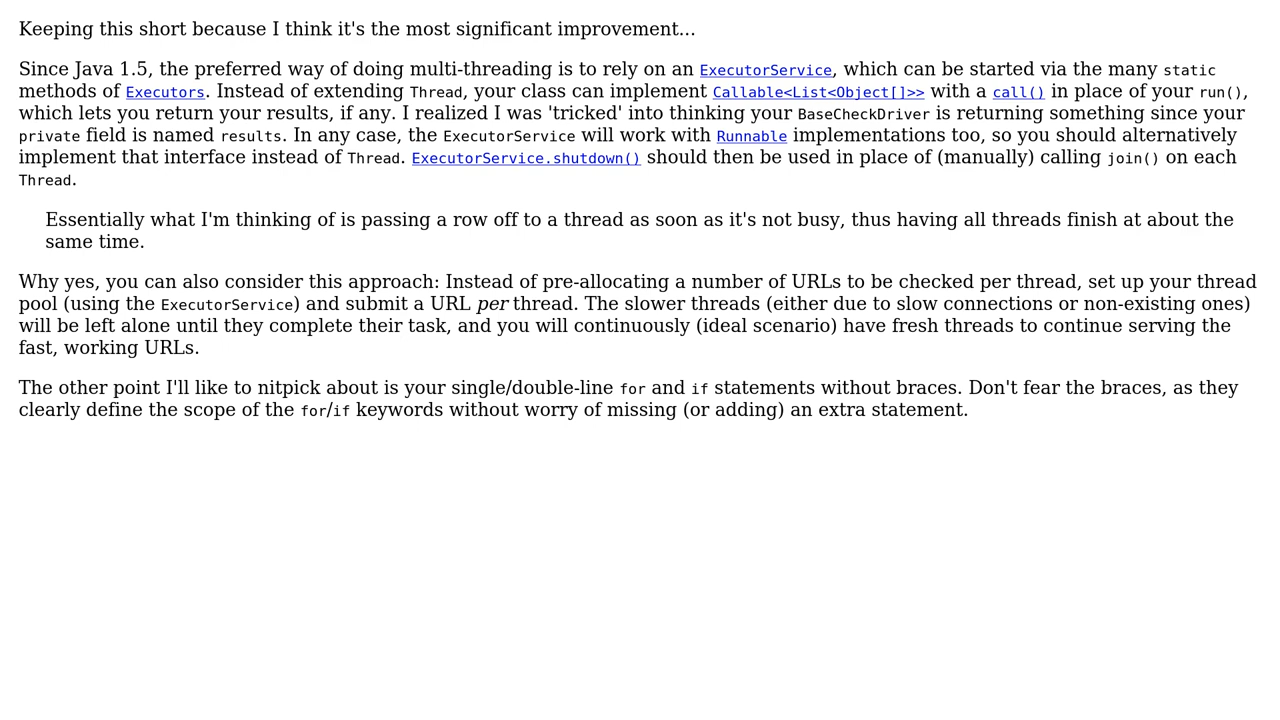 Keeping this short because I think it's the most significant improvement...
Since Java 1.5, the preferred way of doing multi-threading is to rely on an ExecutorService, which can be started via the many static
methods of Executors. Instead of extending Thread, your class can implement Callable<List<Object[]>> with a call() in place of your run(),
which lets you return your results, if any. I realized I was 'tricked' into thinking your BaseCheckDriver is returning something since your
private field is named results. In any case, the ExecutorService will work with Runnable implementations too, so you should alternatively
implement that interface instead of Thread. ExecutorService.shutdown() should then be used in place of (manually) calling join() on each
Thread.
Essentially what I'm thinking of is passing a row off to a thread as soon as it's not busy, thus having all threads finish at about the
same time.
Why yes, you can also consider this approach: Instead of pre-allocating a number of URLs to be checked per thread, set up your thread
pool (using the ExecutorService) and submit a URL per thread. The slower threads (either due to slow connections or non-existing ones)
will be left alone until they complete their task, and you will continuously (ideal scenario) have fresh threads to continue serving the
fast, working URLs.
The other point I'll like to nitpick about is your single/double-line for and if statements without braces. Don't fear the braces, as they
clearly define the scope of the for/if keywords without worry of missing (or adding) an extra statement.